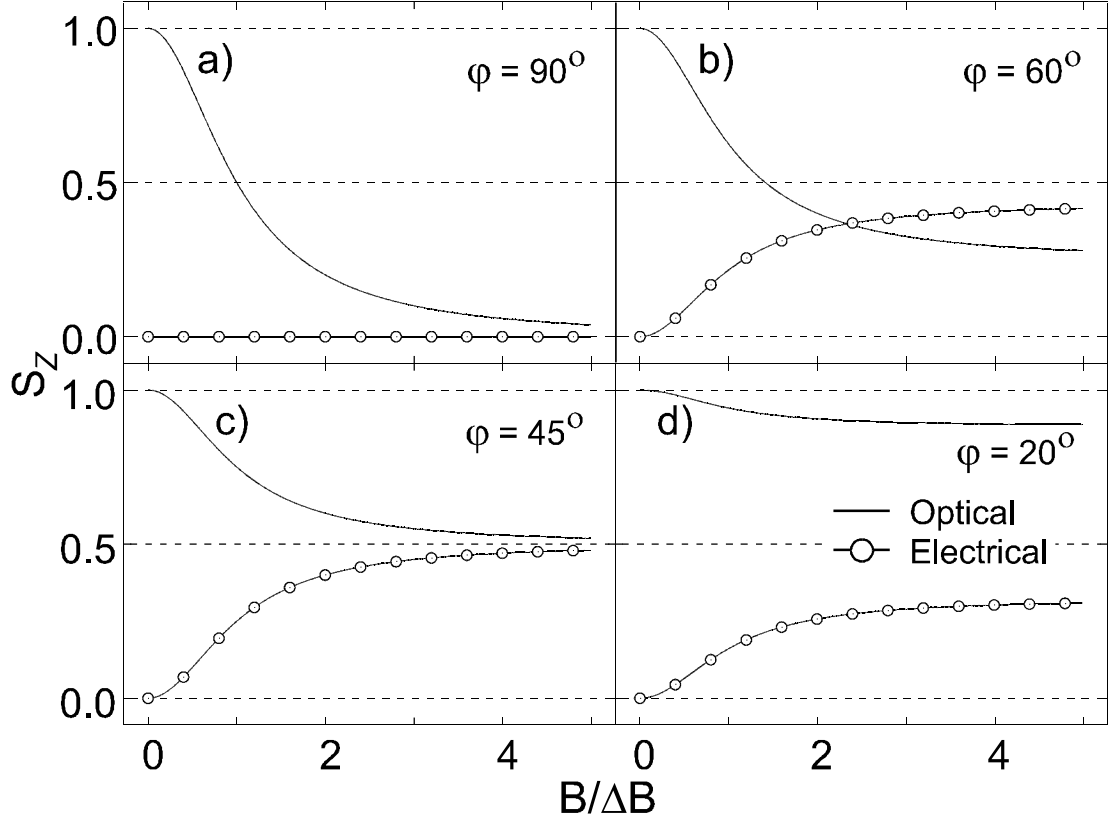 1.0
a)
φ = 90°
b)
φ = 60°
0.5
0.0
S_Z
1.0
c)
φ = 45°
d)
φ = 20°
Optical
0.5
Electrical
0.0
0 2 4 0 2 4
B/ΔB